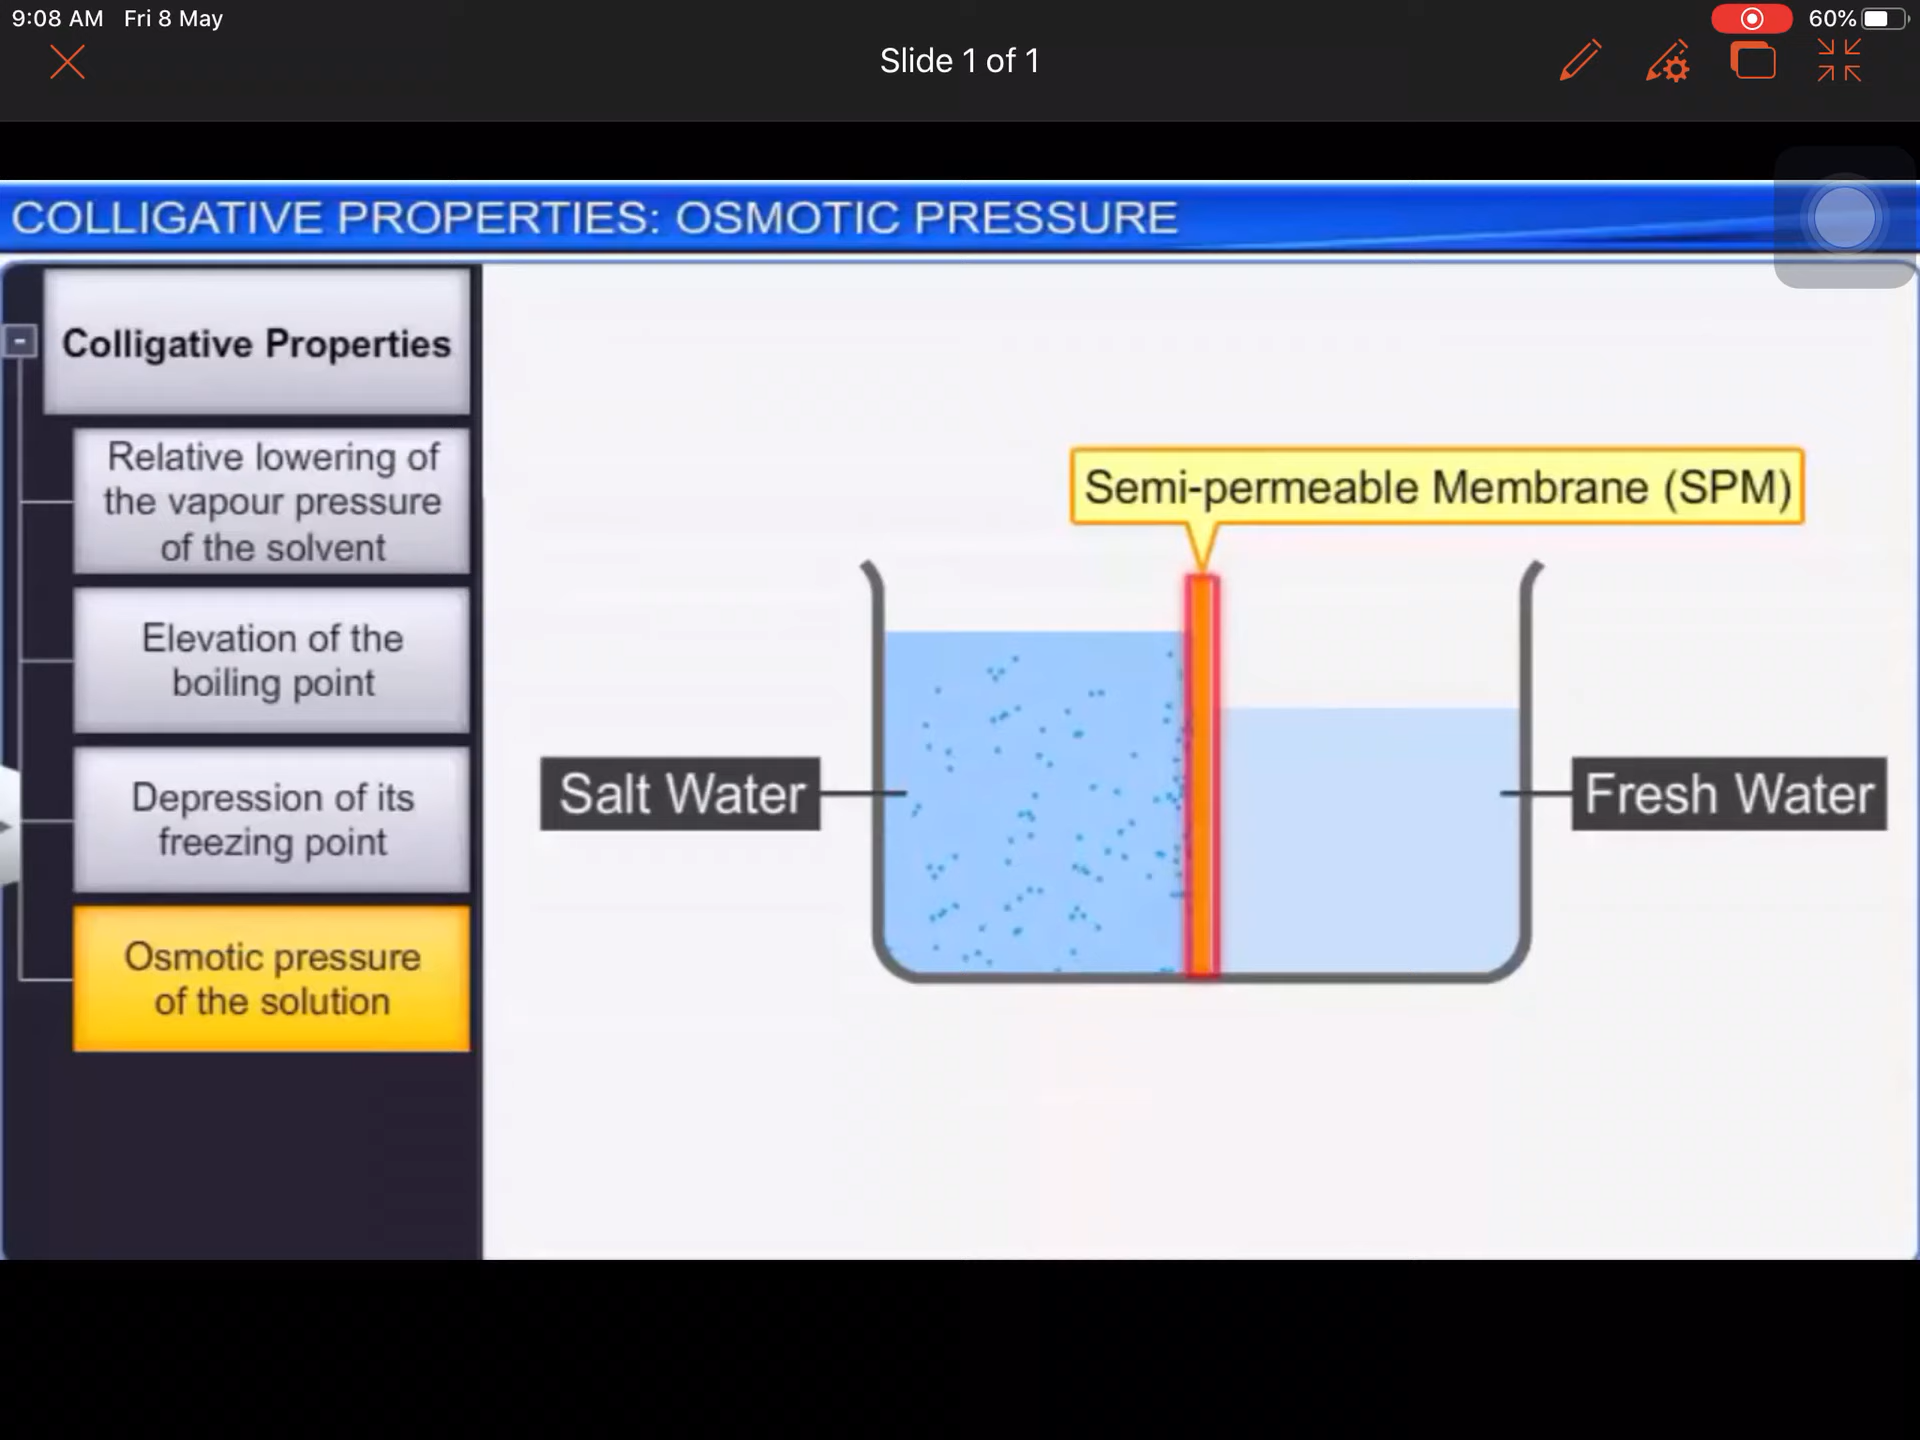 9:08 AM Fri 8 May
60%
Slide 1 of 1
COLLIGATIVE PROPERTIES: OSMOTIC PRESSURE
-
Colligative Properties
Relative lowering of
the vapour pressure
of the solvent
Elevation of the
boiling point
Depression of its
freezing point
Osmotic pressure
of the solution
Semi-permeable Membrane (SPM)
Salt Water
Fresh Water